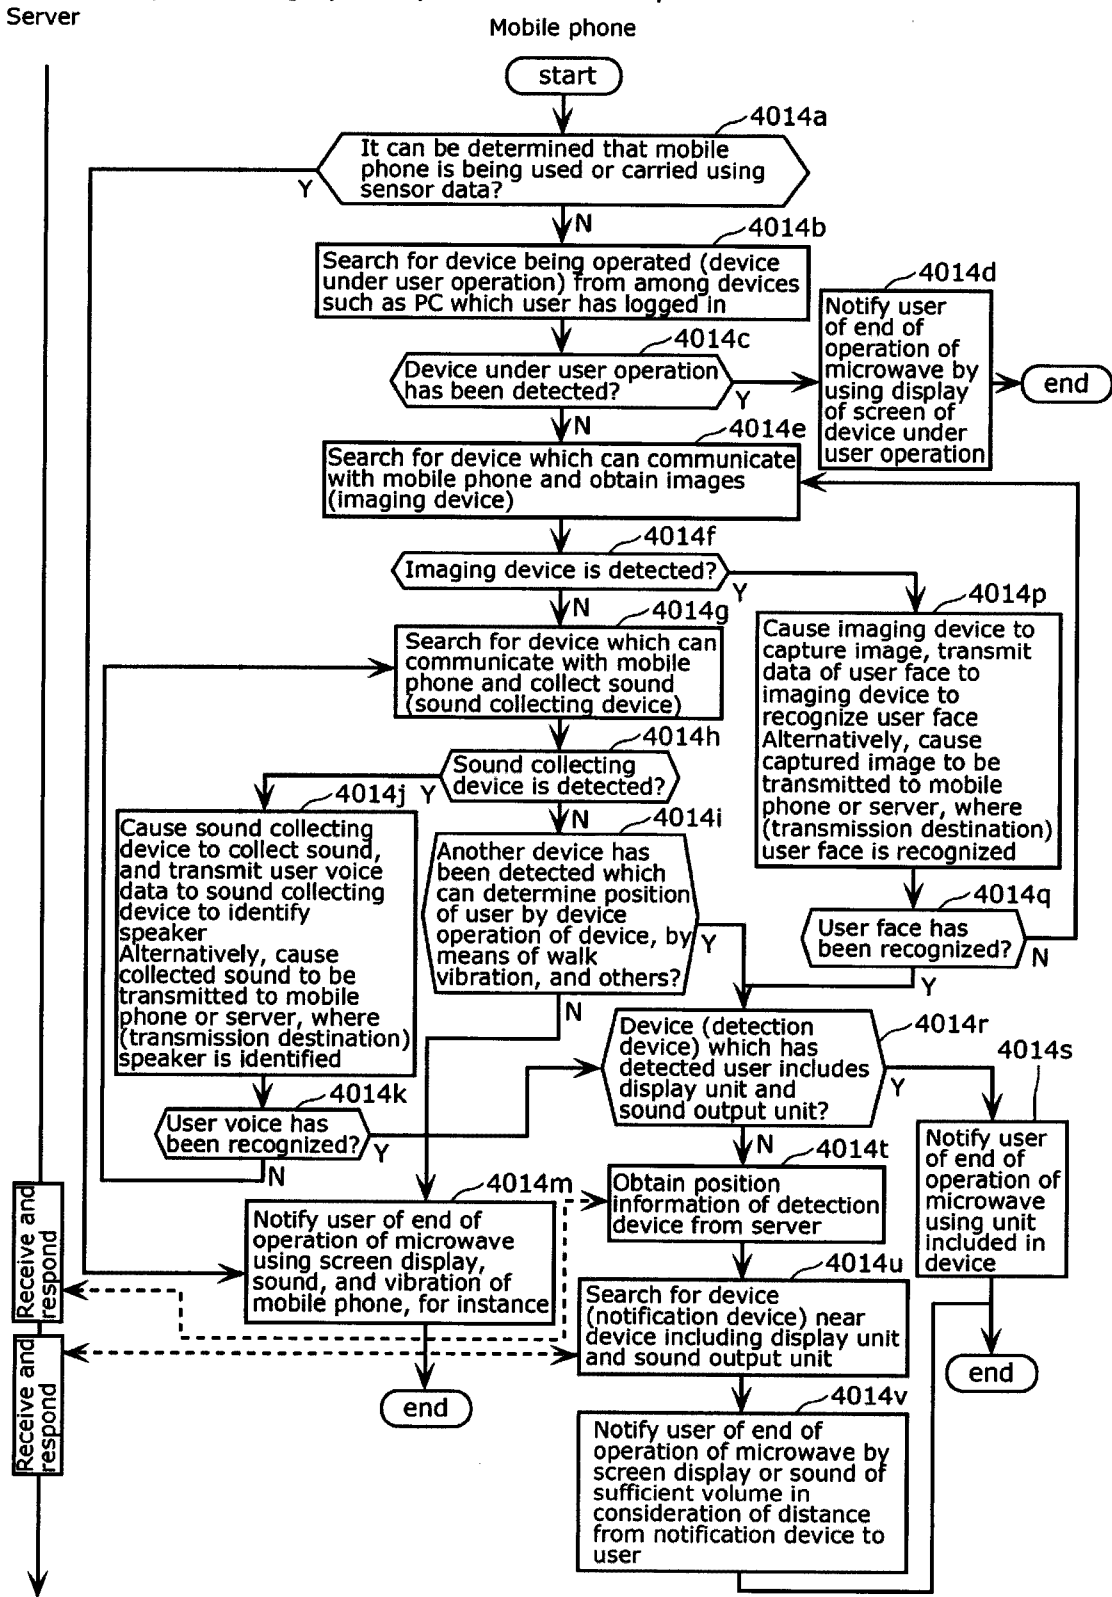 Server
Mobile phone
start
4014a
It can be determined that mobile
phone is being used or carried using
sensor data?
Y
N
4014b
Search for device being operated (device
under user operation) from among devices
such as PC which user has logged in
4014d
Notify user
of end of
operation of
microwave by
using display
of screen of
device under
user operation
end
4014c
Device under user operation
has been detected?
Y
N
4014e
Search for device which can communicate
with mobile phone and obtain images
(imaging device)
4014f
Imaging device is detected?
Y
N
4014g
Search for device which can
communicate with mobile
phone and collect sound
(sound collecting device)
4014p
Cause imaging device to
capture image, transmit
data of user face to
imaging device to
recognize user face
Alternatively, cause
captured image to be
transmitted to mobile
phone or server, where
(transmission destination)
user face is recognized
4014h
Sound collecting
device is detected?
Y
N
4014j
Cause sound collecting
device to collect sound,
and transmit user voice
data to sound collecting
device to identify
speaker
Alternatively, cause
collected sound to be
transmitted to mobile
phone or server, where
(transmission destination)
speaker is identified
4014i
Another device has
been detected which
can determine position
of user by device
operation of device, by
means of walk
vibration, and others?
Y
N
4014q
User face has
been recognized?
N
Y
4014k
User voice has
been recognized?
Y
N
4014r
Device (detection
device) which has
detected user includes
display unit and
sound output unit?
Y
N
4014s
Notify user
of end of
operation of
microwave
using unit
included in
device
end
4014m
Notify user of end of
operation of microwave
using screen display,
sound, and vibration of
mobile phone, for instance
end
4014t
Obtain position
information of detection
device from server
4014u
Search for device
(notification device) near
device including display unit
and sound output unit
4014v
Notify user of end of
operation of microwave by
screen display or sound of
sufficient volume in
consideration of distance
from notification device to
user
Receive and
respond
Receive and
respond